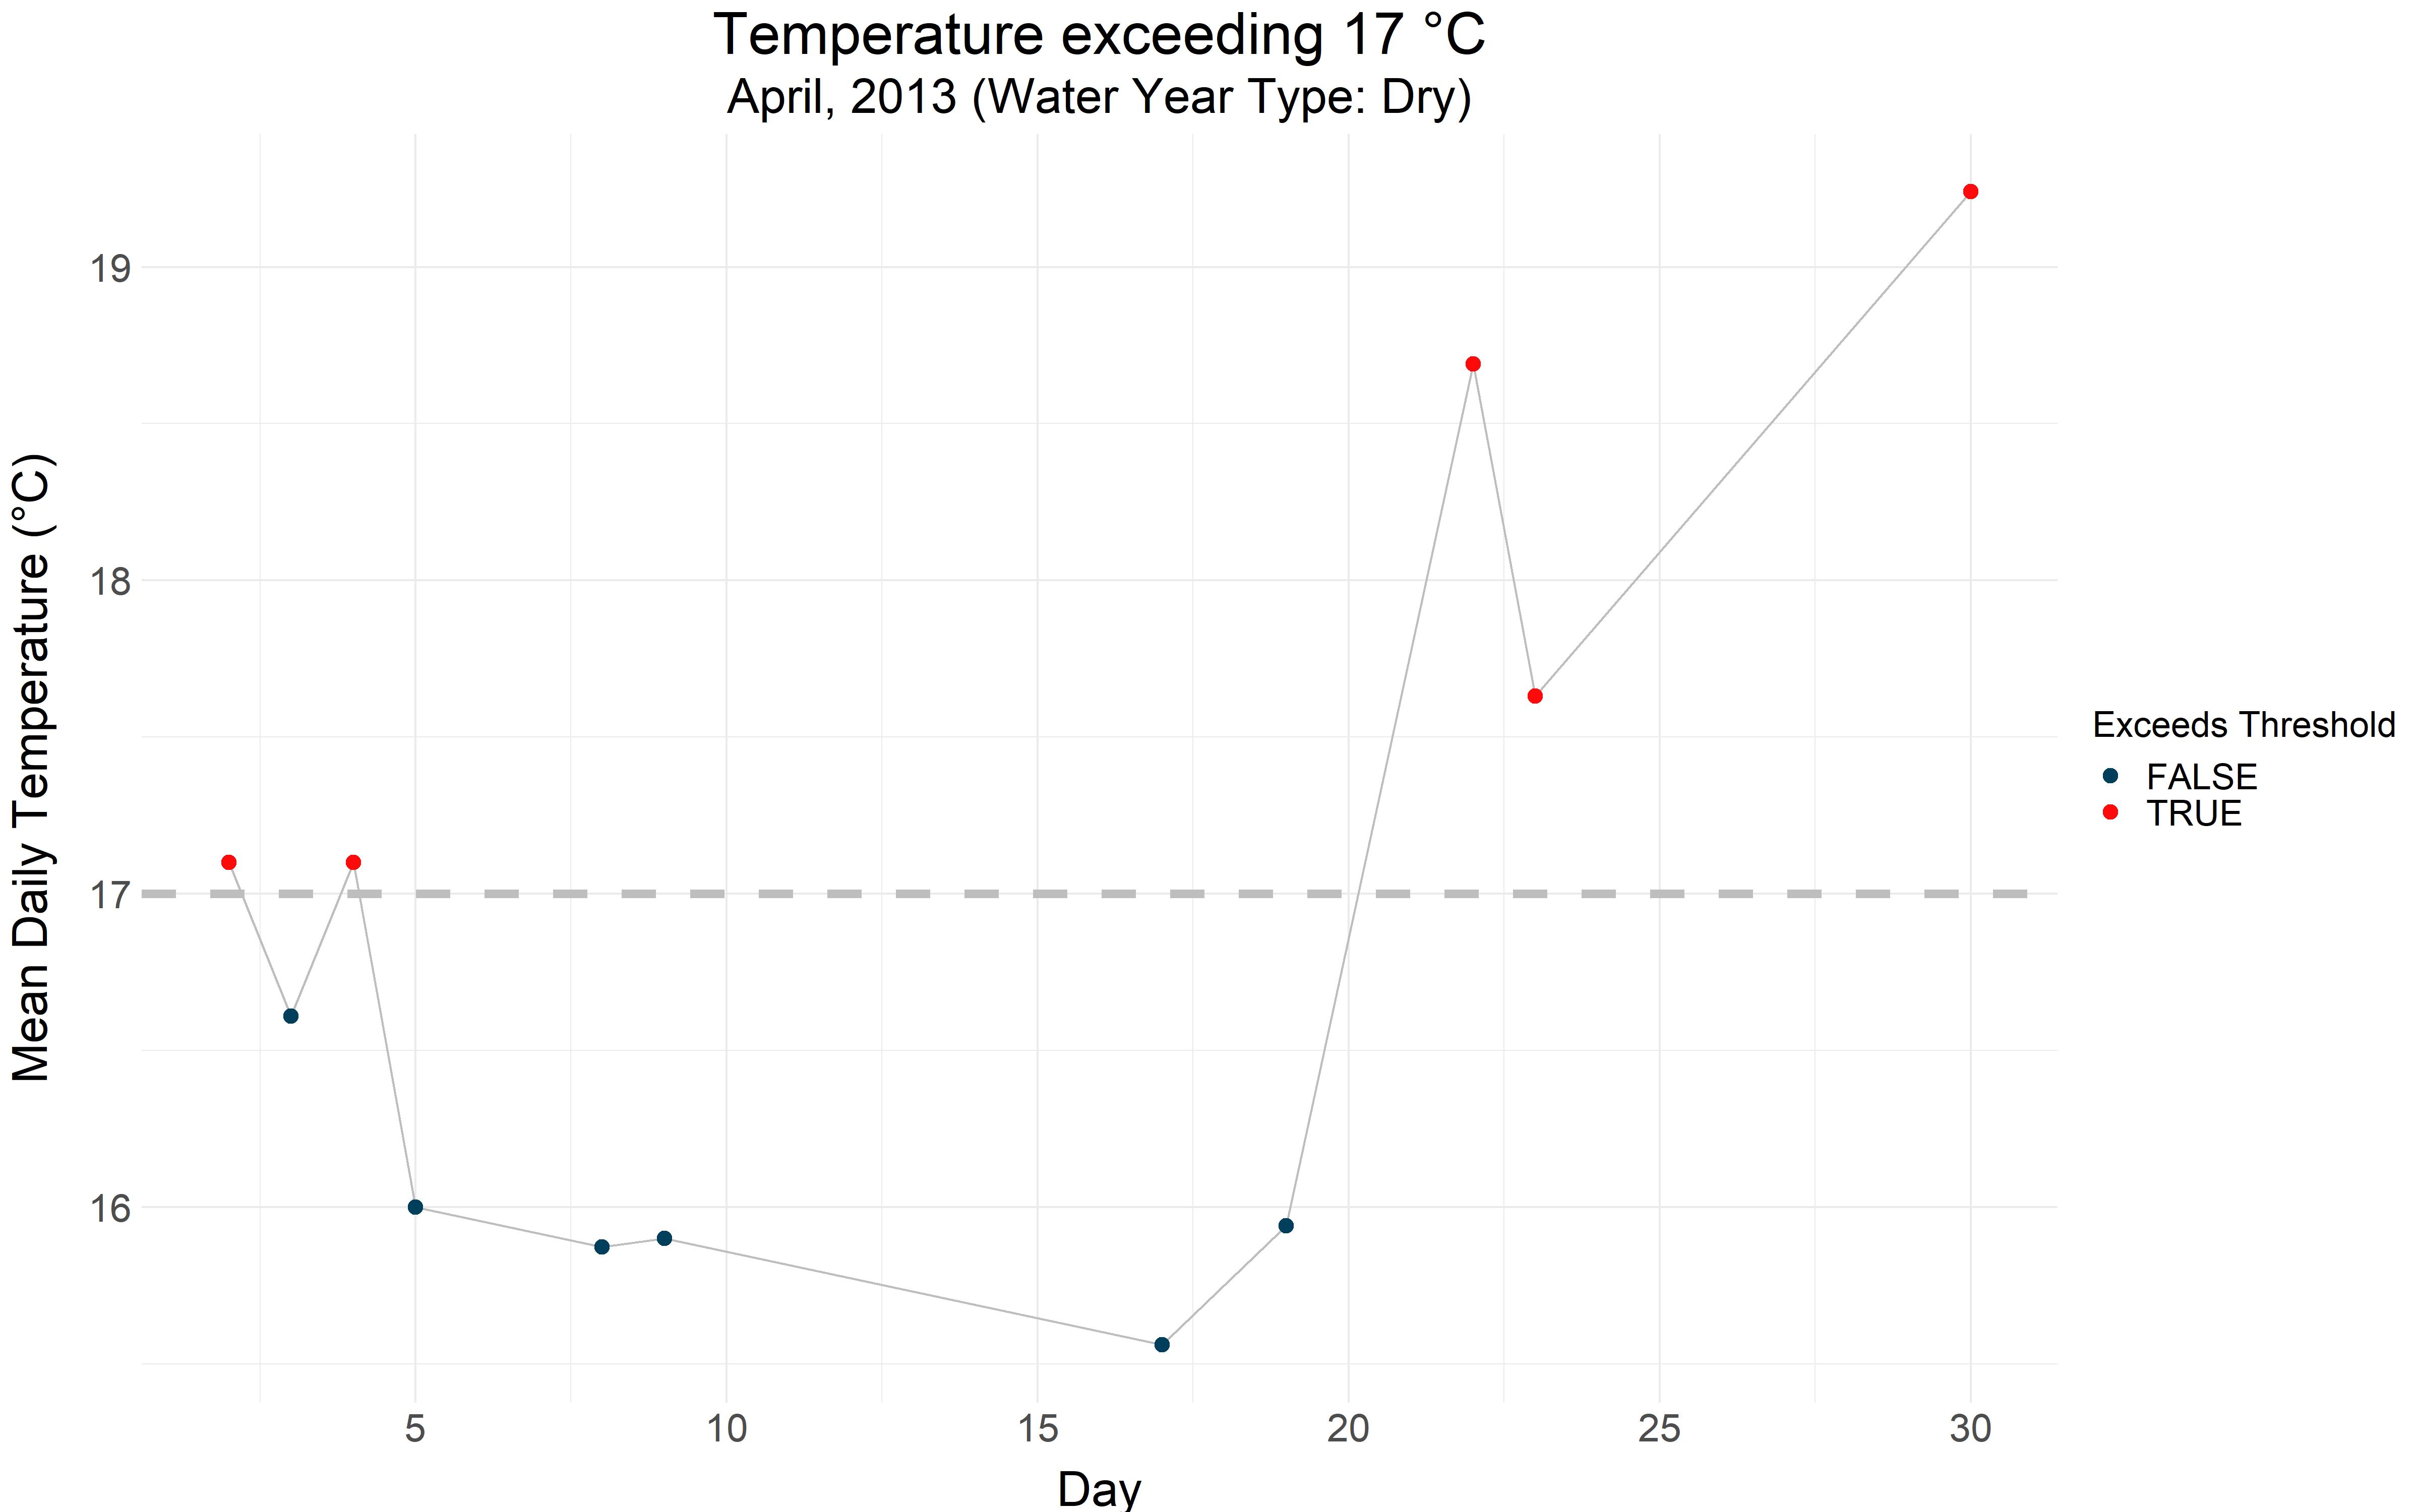 Temperature exceeding 17 °C
April, 2013 (Water Year Type: Dry)
Mean Daily Temperature (°C)
19
18
17
16
5 10 15 20 25 30
Day
Exceeds Threshold
FALSE
TRUE